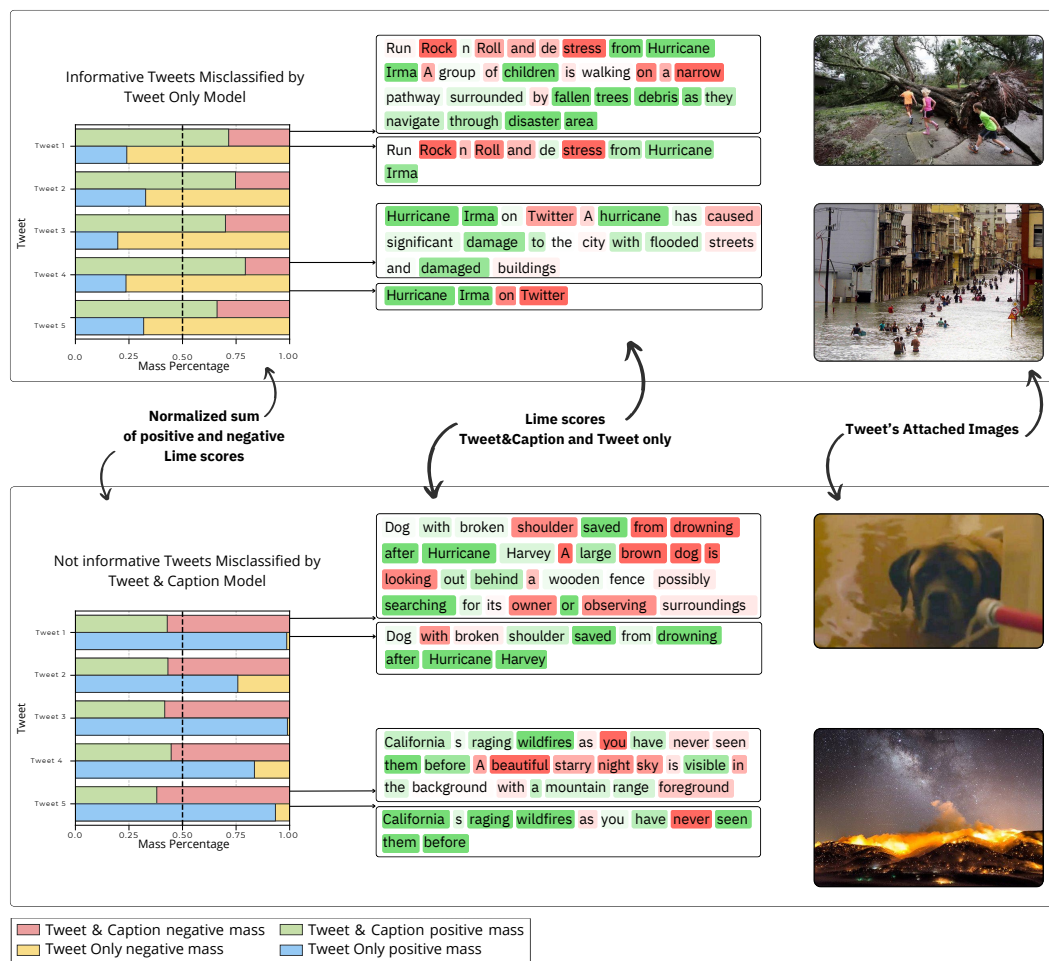 Informative Tweets Misclassified by
Tweet Only Model
Tweet
Tweet 1
Tweet 2
Tweet 3
Tweet 4
Tweet 5
0.0 0.25 0.50 0.75 1.00
Mass Percentage
Run Rock n Roll and de stress from Hurricane
Irma A group of children is walking on a narrow
pathway surrounded by fallen trees debris as they
navigate through disaster area
Run Rock n Roll and de stress from Hurricane
Irma
Hurricane Irma on Twitter A hurricane has caused
significant damage to the city with flooded streets
and damaged buildings
Hurricane Irma on Twitter
Normalized sum
of positive and negative
Lime scores
Lime scores
Tweet&Caption and Tweet only
Tweet's Attached Images
Not informative Tweets Misclassified by
Tweet & Caption Model
Tweet
Tweet 1
Tweet 2
Tweet 3
Tweet 4
Tweet 5
0.0 0.25 0.50 0.75 1.00
Mass Percentage
Dog with broken shoulder saved from drowning
after Hurricane Harvey A large brown dog is
looking out behind a wooden fence possibly
searching for its owner or observing surroundings
Dog with broken shoulder saved from drowning
after Hurricane Harvey
California s raging wildfires as you have never seen
them before A beautiful starry night sky is visible in
the background with a mountain range foreground
California s raging wildfires as you have never seen
them before
Tweet & Caption negative mass
Tweet & Caption positive mass
Tweet Only negative mass
Tweet Only positive mass